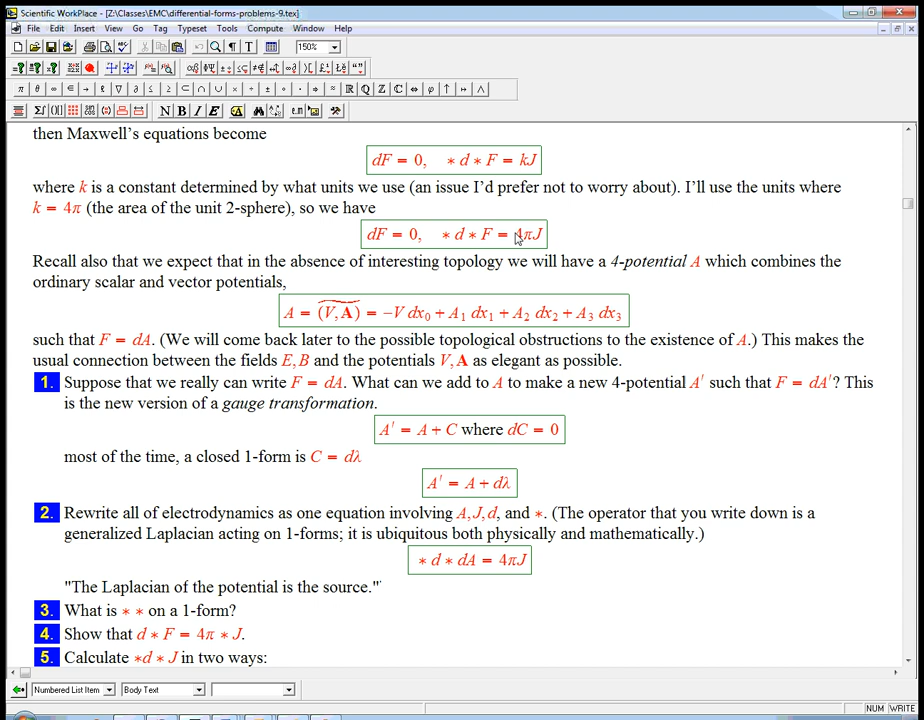 Scientific WorkPlace - [Z:\Classes\EMC\differential-forms-problems-9.tex]
File Edit Insert View Go Tag Typeset Tools Compute Window Help
150%
N B I E
then Maxwell's equations become
dF = 0, ∗ d ∗ F = kJ
where k is a constant determined by what units we use (an issue I'd prefer not to worry about). I'll use the units where
k = 4π (the area of the unit 2-sphere), so we have
dF = 0, ∗ d ∗ F = 4πJ
Recall also that we expect that in the absence of interesting topology we will have a 4-potential A which combines the
ordinary scalar and vector potentials,
A = (V, A) = −V dx₀ + A₁ dx₁ + A₂ dx₂ + A₃ dx₃
such that F = dA. (We will come back later to the possible topological obstructions to the existence of A.) This makes the
usual connection between the fields E, B and the potentials V, A as elegant as possible.
1. Suppose that we really can write F = dA. What can we add to A to make a new 4-potential A′ such that F = dA′? This
is the new version of a gauge transformation.
A′ = A + C where dC = 0
most of the time, a closed 1-form is C = dλ
A′ = A + dλ
2. Rewrite all of electrodynamics as one equation involving A, J, d, and ∗. (The operator that you write down is a
generalized Laplacian acting on 1-forms; it is ubiquitous both physically and mathematically.)
∗ d ∗ dA = 4πJ
"The Laplacian of the potential is the source."
3. What is ∗ ∗ on a 1-form?
4. Show that d ∗ F = 4π ∗ J.
5. Calculate ∗d ∗ J in two ways:
Numbered List Item Body Text
NUM WRITE